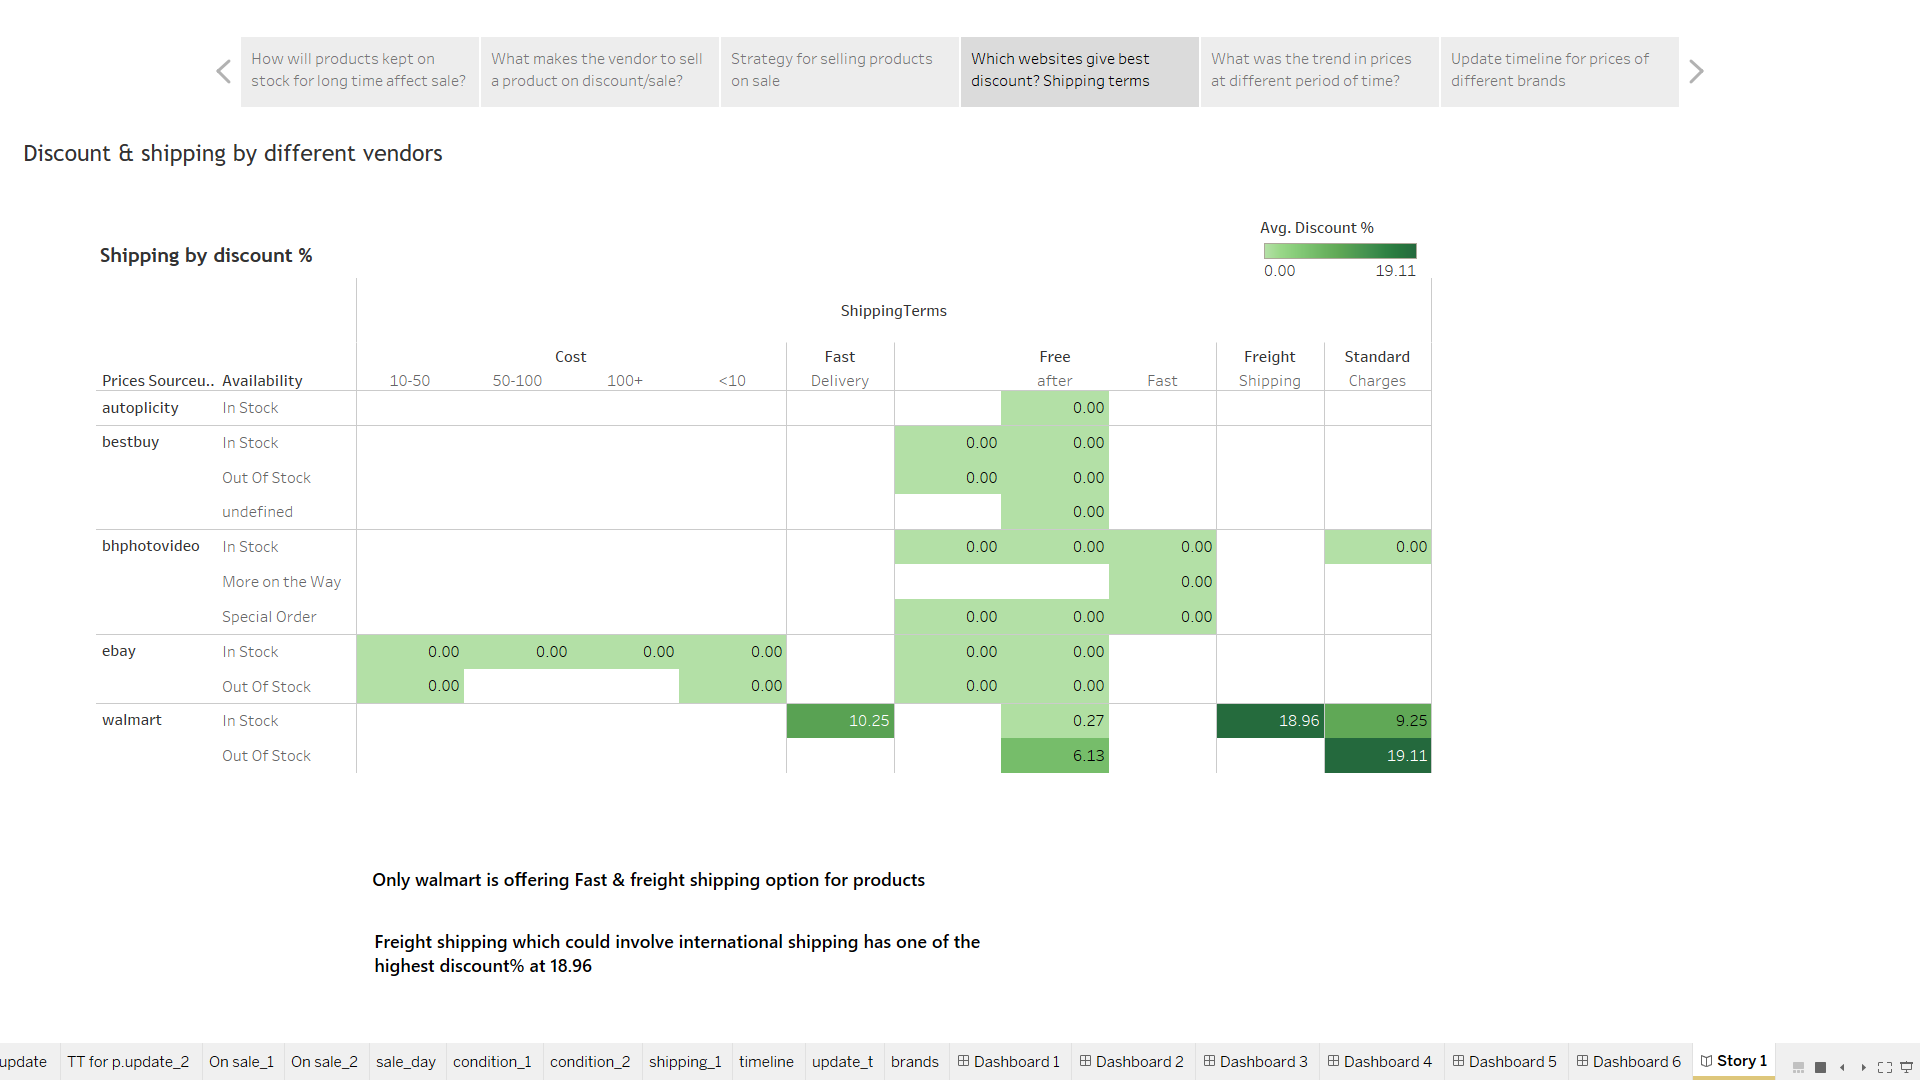 How will products kept on
stock for long time affect sale?
What makes the vendor to sell
a product on discount/sale?
Strategy for selling products
on sale
Which websites give best
discount? Shipping terms
What was the trend in prices
at different period of time?
Update timeline for prices of
different brands
Discount & shipping by different vendors
Avg. Discount %
0.00 19.11
Shipping by discount %
ShippingTerms
Cost Fast Free Freight Standard
Prices Sourceu.. Availability 10-50 50-100 100+ <10 Delivery after Fast Shipping Charges
autoplicity In Stock 0.00
bestbuy In Stock 0.00 0.00
Out Of Stock 0.00 0.00
undefined 0.00
bhphotovideo In Stock 0.00 0.00 0.00 0.00
More on the Way 0.00
Special Order 0.00 0.00 0.00
ebay In Stock 0.00 0.00 0.00 0.00 0.00 0.00
Out Of Stock 0.00 0.00 0.00 0.00
walmart In Stock 10.25 0.27 18.96 9.25
Out Of Stock 6.13 19.11
Only walmart is offering Fast & freight shipping option for products
Freight shipping which could involve international shipping has one of the
highest discount% at 18.96
update TT for p.update_2 On sale_1 On sale_2 sale_day condition_1 condition_2 shipping_1 timeline update_t brands Dashboard 1 Dashboard 2 Dashboard 3 Dashboard 4 Dashboard 5 Dashboard 6 Story 1